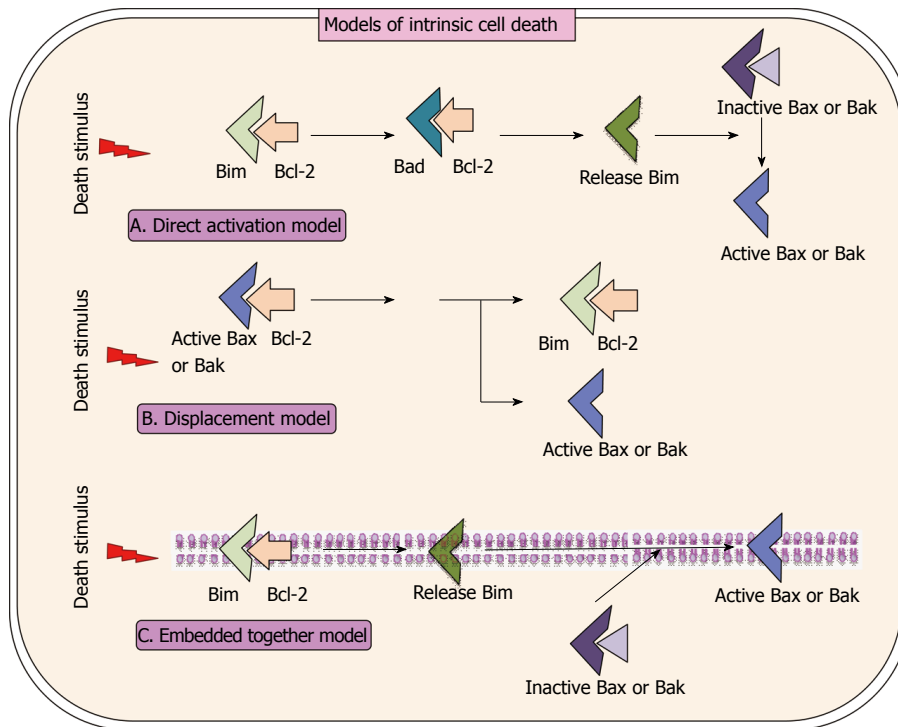 Models of intrinsic cell death
Death stimulus
Bim
Bcl-2
Bad
Bcl-2
Release Bim
Inactive Bax or Bak
Active Bax or Bak
A. Direct activation model
Death stimulus
Active Bax
or Bak
Bcl-2
Bim
Bcl-2
Active Bax or Bak
B. Displacement model
Death stimulus
Bim
Bcl-2
Release Bim
Active Bax or Bak
Inactive Bax or Bak
C. Embedded together model